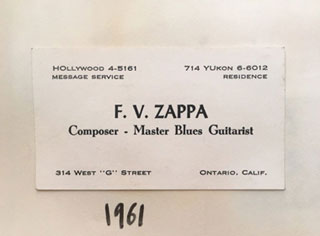 HOLLYWOOD 4-5161
MESSAGE SERVICE
714 YUKON 6-6012
RESIDENCE
F. V. ZAPPA
Composer - Master Blues Guitarist
314 WEST "G" STREET
ONTARIO, CALIF.
1961